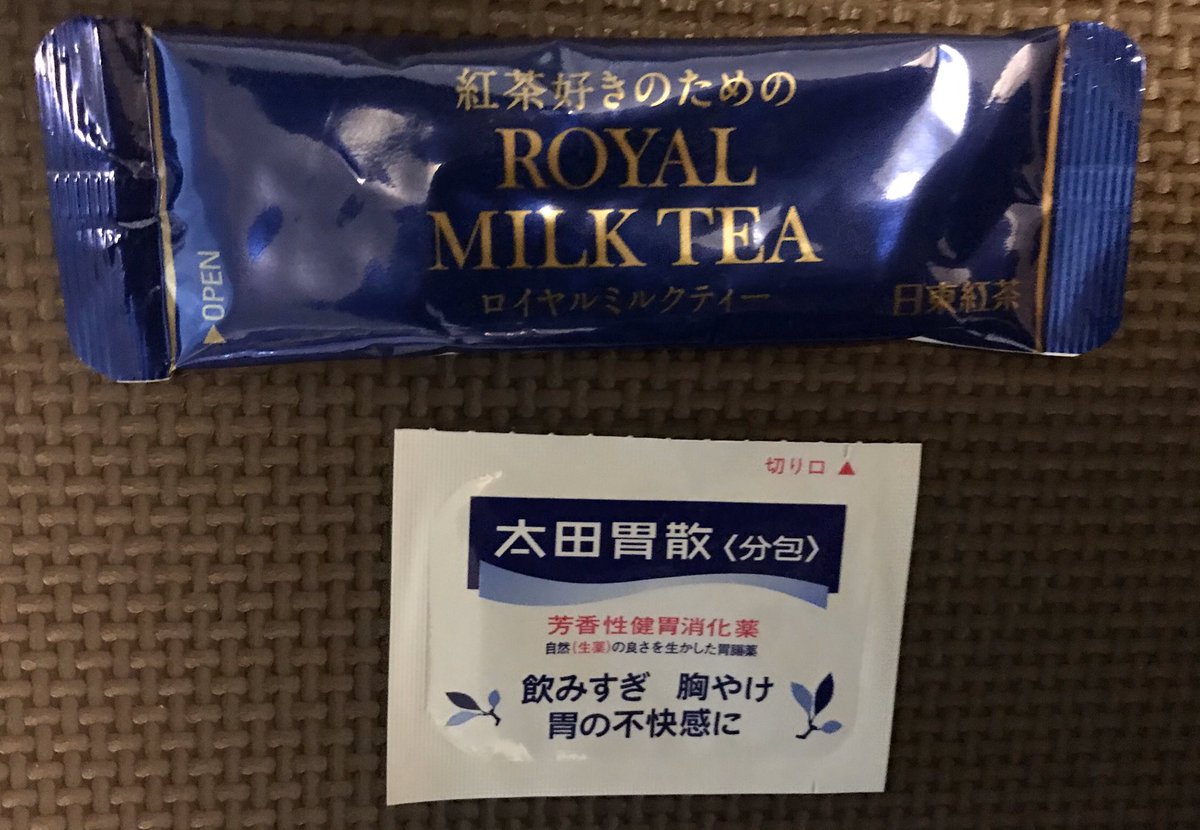 紅茶好きのための
ROYAL
MILK TEA
ロイヤルミルクティー
OPEN
日東紅茶
切り口
太田胃散〈分包〉
芳香性健胃消化薬
自然(生薬)の良さを生かした胃腸薬
飲みすぎ 胸やけ
胃の不快感に